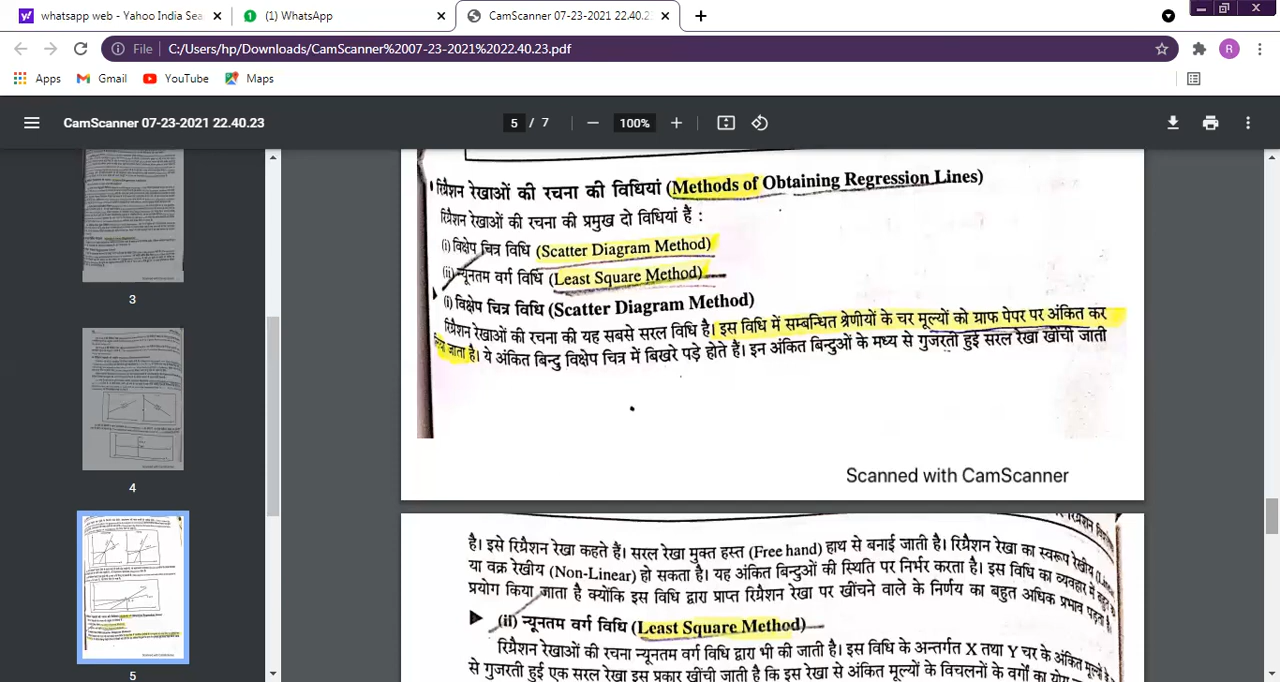 whatsapp web - Yahoo India Sea
(1) WhatsApp
CamScanner 07-23-2021 22.40.2
File C:/Users/hp/Downloads/CamScanner%2007-23-2021%2022.40.23.pdf
R
Apps Gmail YouTube Maps
CamScanner 07-23-2021 22.40.23
5 / 7
100%
3
4
5
रिग्रैशन रेखाओं की रचना की विधियां (Methods of Obtaining Regression Lines)
रिग्रैशन रेखाओं की रचना की प्रमुख दो विधियां हैं :
(i) विक्षेप चित्र विधि (Scatter Diagram Method)
(ii) न्यूनतम वर्ग विधि (Least Square Method)
(i) विक्षेप चित्र विधि (Scatter Diagram Method)
रिग्रैशन रेखाओं की रचना की यह सबसे सरल विधि है। इस विधि में सम्बन्धित श्रेणीयों के चर मूल्यों को ग्राफ पेपर पर अंकित कर
जाता है। ये अंकित बिन्दु विक्षेप चित्र में बिखरे पड़े होते हैं। इन अंकित बिन्दुओं के मध्य से गुजरती हुई सरल रेखा खींची जाती
Scanned with CamScanner
है। इसे रिग्रैशन रेखा कहते हैं। सरल रेखा मुक्त हस्त (Free hand) हाथ से बनाई जाती है। रिग्रैशन रेखा का स्वरूप रेखीय
या वक्र रेखीय (Non-Linear) हो सकता है। यह अंकित बिन्दुओं की स्थिति पर निर्भर करता है। इस विधि का व्यवहार में
प्रयोग किया जाता है क्योंकि इस विधि द्वारा प्राप्त रिग्रैशन रेखा पर खींचने वाले के निर्णय का बहुत अधिक प्रभाव पड़ता है।
(ii) न्यूनतम वर्ग विधि (Least Square Method)
रिग्रैशन रेखाओं की रचना न्यूनतम वर्ग विधि द्वारा भी की जाती है। इस विधि के अन्तर्गत X तथा Y चर के अंकित मूल्यों
से गुजरती हुई एक सरल रेखा इस प्रकार खींची जाती है कि इस रेखा से अंकित मूल्यों के विचलनों के वर्गों का योग